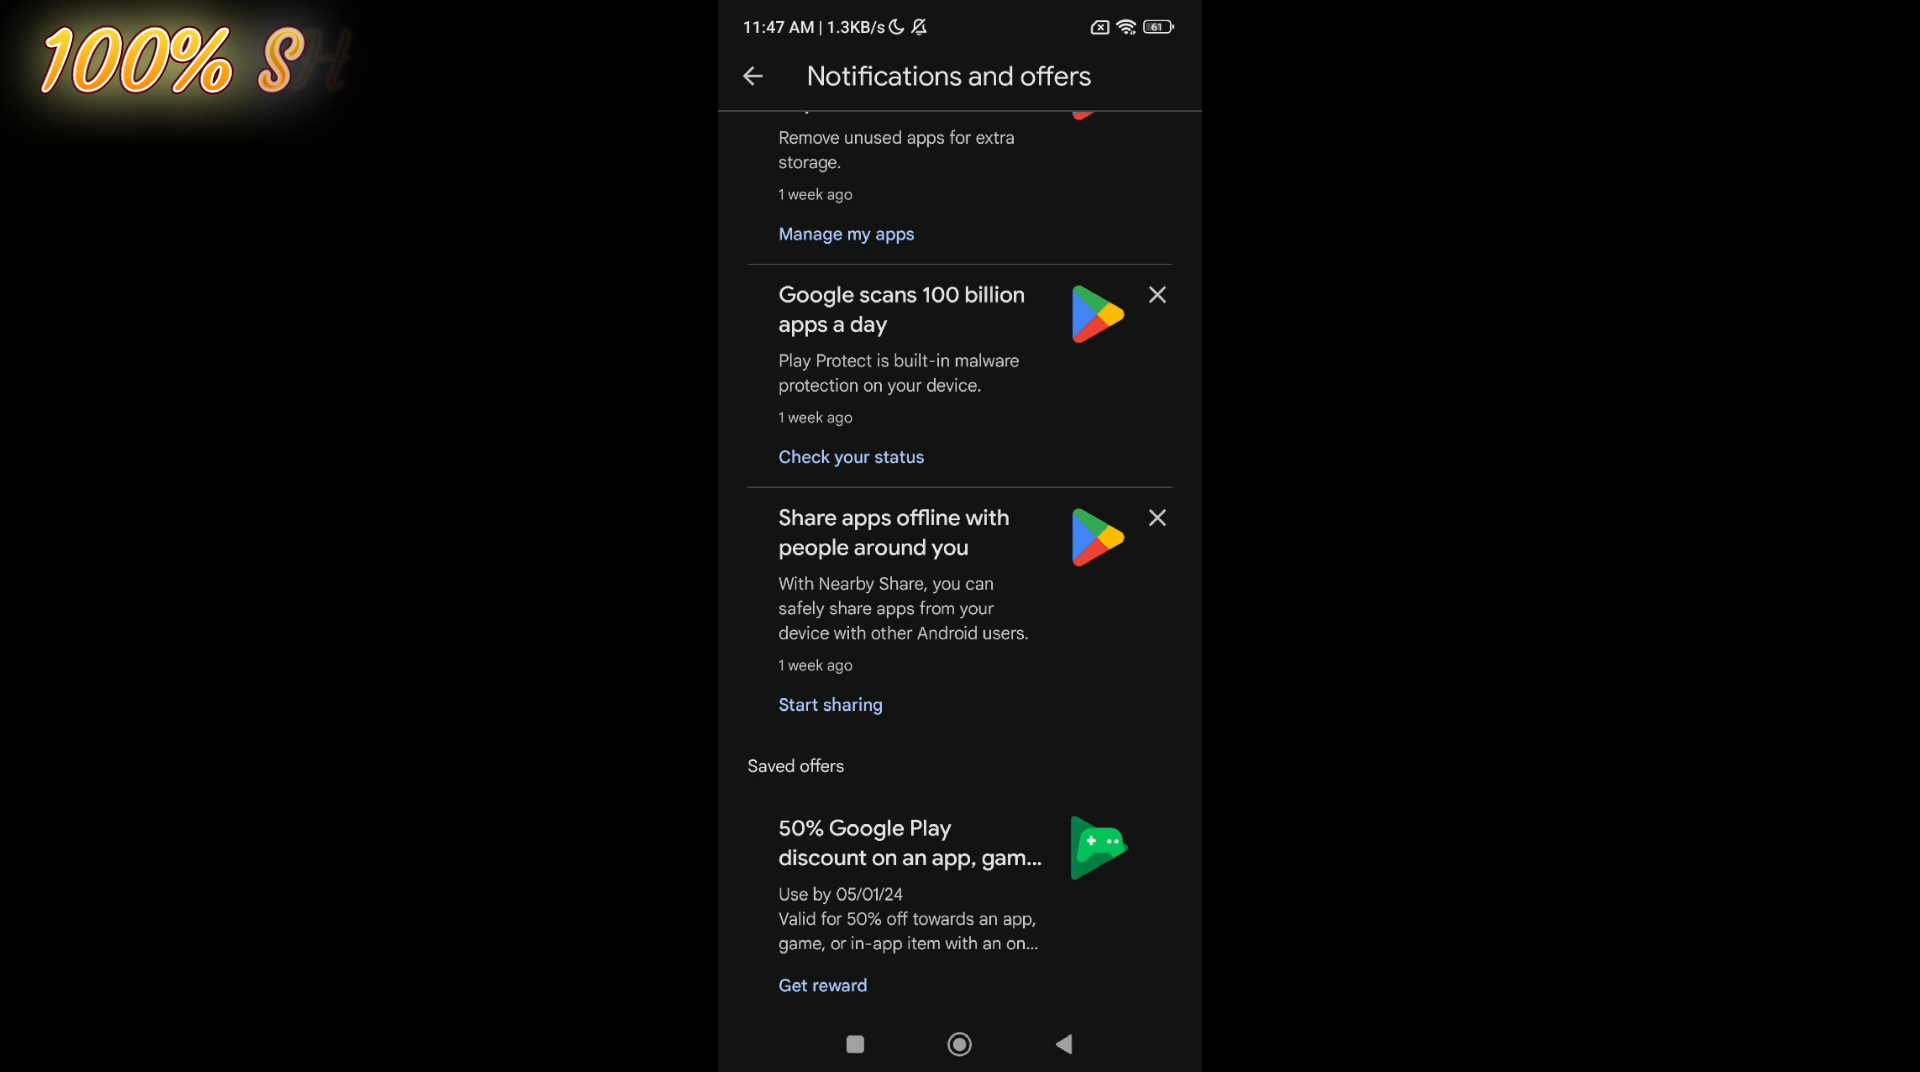 100% SH
11:47 AM | 1.3KB/s
61
Notifications and offers
Remove unused apps for extra
storage.
1 week ago
Manage my apps
Google scans 100 billion
apps a day
Play Protect is built-in malware
protection on your device.
1 week ago
Check your status
Share apps offline with
people around you
With Nearby Share, you can
safely share apps from your
device with other Android users.
1 week ago
Start sharing
Saved offers
50% Google Play
discount on an app, gam...
Use by 05/01/24
Valid for 50% off towards an app,
game, or in-app item with an on...
Get reward